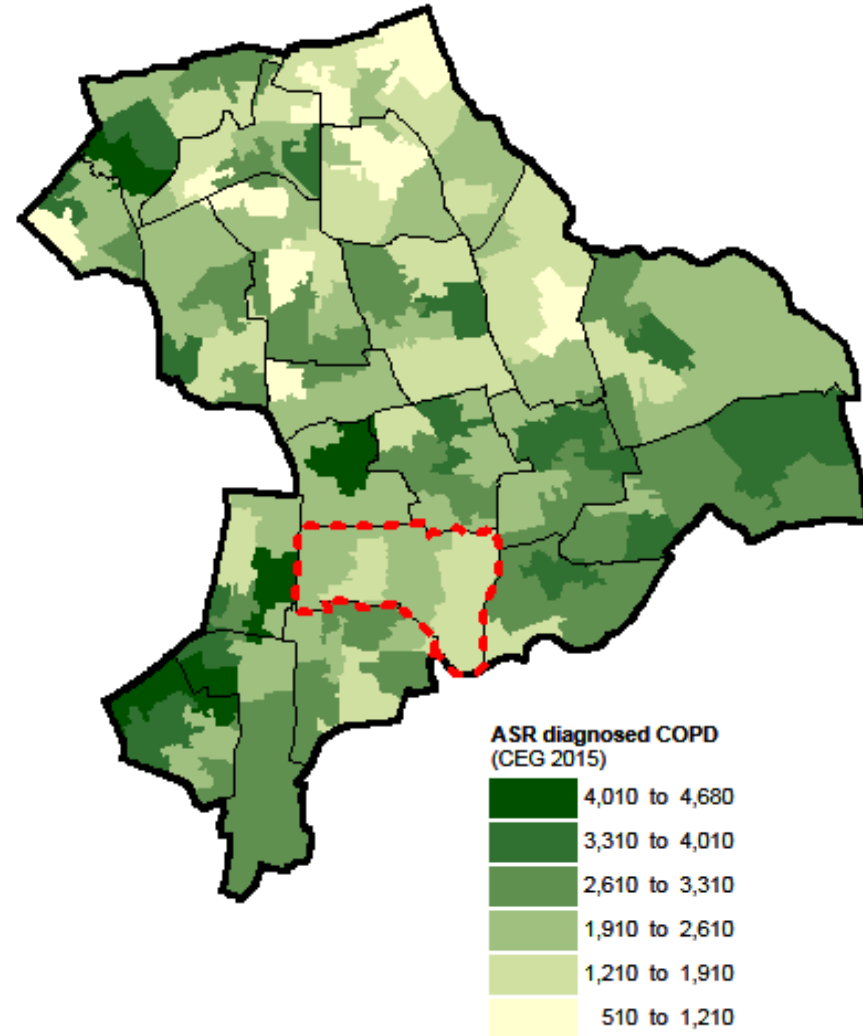 ASR diagnosed COPD
(CEG 2015)
4,010 to 4,680
3,310 to 4,010
2,610 to 3,310
1,910 to 2,610
1,210 to 1,910
510 to 1,210